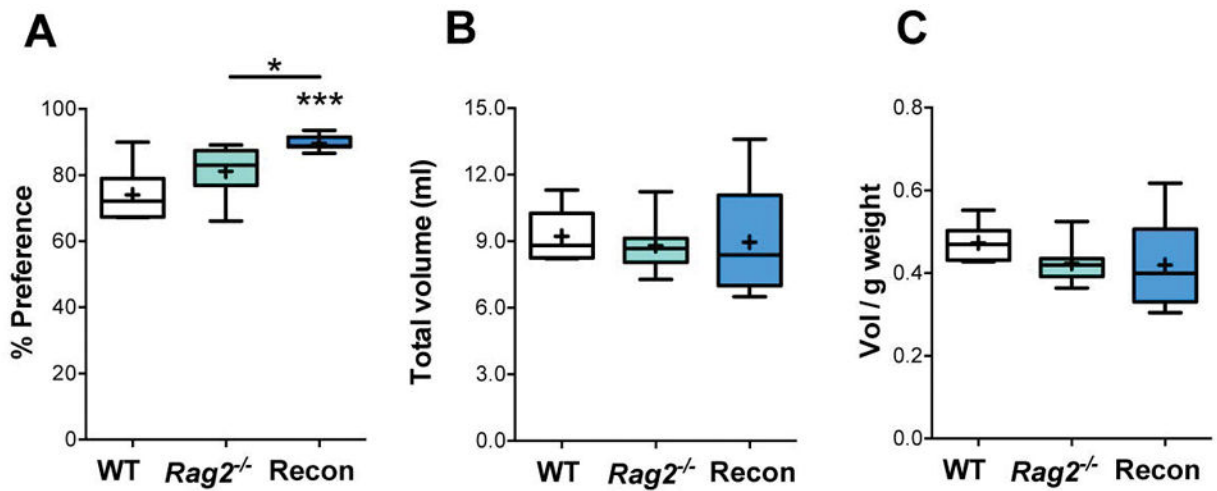 A
B
C
*
***
% Preference
100
80
60
40
20
0
WT
Rag2-/-
Recon
Total volume (ml)
15.0
12.0
9.0
6.0
3.0
0.0
WT
Rag2-/-
Recon
Vol / g weight
0.8
0.6
0.4
0.2
0.0
WT
Rag2-/-
Recon